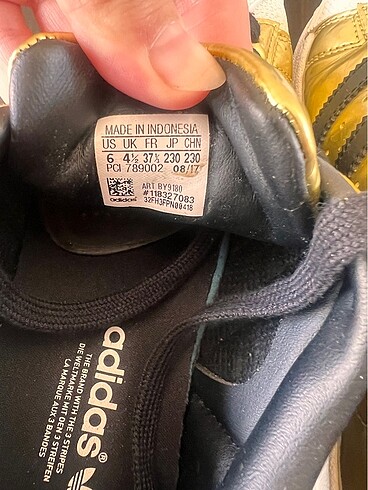 MADE IN INDONESIA
US UK FR JP CHN
6 4½ 37⅓ 230 230
PCI 789002 08/17
ART BY9180
#118327083
32FH3FPN09418
adidas
adidas®
THE BRAND WITH THE 3 STRIPES
DIE WELTMARKE MIT DEN 3 STREIFEN
LA MARQUE AUX 3 BANDES